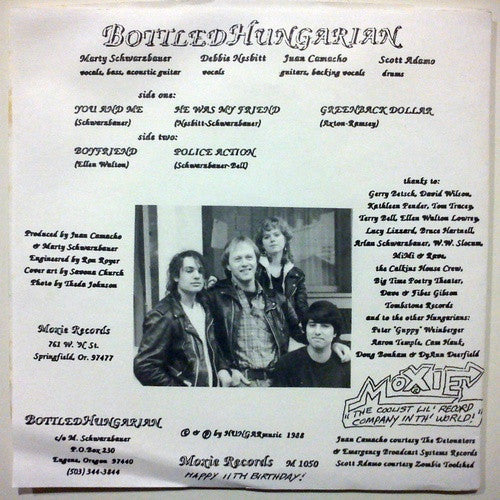 BOTTLEDHUNGARIAN
Marty Schwarzbauer
vocals, bass, acoustic guitar
Debbie Nesbitt
vocals
Juan Camacho
guitars, backing vocals
Scott Adamo
drums
side one:
YOU AND ME
(Schwarzbauer)
HE WAS MY FRIEND
(Nesbitt-Schwarzbauer)
GREENBACK DOLLAR
(Axton-Ramsey)
side two:
BOYFRIEND
(Ellen Walton)
POLICE ACTION
(Schwarzbauer-Bell)
thanks to:
Gerry Betsch, David Wilson,
Kathleen Pender, Tom Tracey,
Terry Bell, Ellen Walton Lowrey,
Lucy Lizzard, Bruce Hartnell,
Arlan Schwarzbauer, W.W. Slocum,
MiMi & Rave,
the Calkins House Crew,
Big Time Poetry Theater,
Dave & Fibes Gibson
Tombstone Records
and to the other Hungarians:
Peter 'Guppy' Weinberger
Aaron Temple, Cam Hauk,
Doug Bonham & DyAnn Deerfield
Produced by Juan Camacho
& Marty Schwarzbauer
Engineered by Ron Royer
Cover art by Savona Church
Photo by Theda Johnson
Moxie Records
761 W. 'N St.
Springfield, Or. 97477
MOXIE
"THE COOLIST LIL' RECORD
COMPANY IN TH' WORLD!"
BOTTLEDHUNGARIAN
c/o M. Schwarzbauer
P.O.Box 230
Eugene, Oregon 97440
(503) 344-3844
© & ℗ by HUNGARmusic 1988
Moxie Records M 1050
HAPPY 11TH BIRTHDAY!
Juan Camacho courtesy The Detonators
& Emergency Broadcast Systems Records
Scott Adamo courtesy Zombie Toolshed